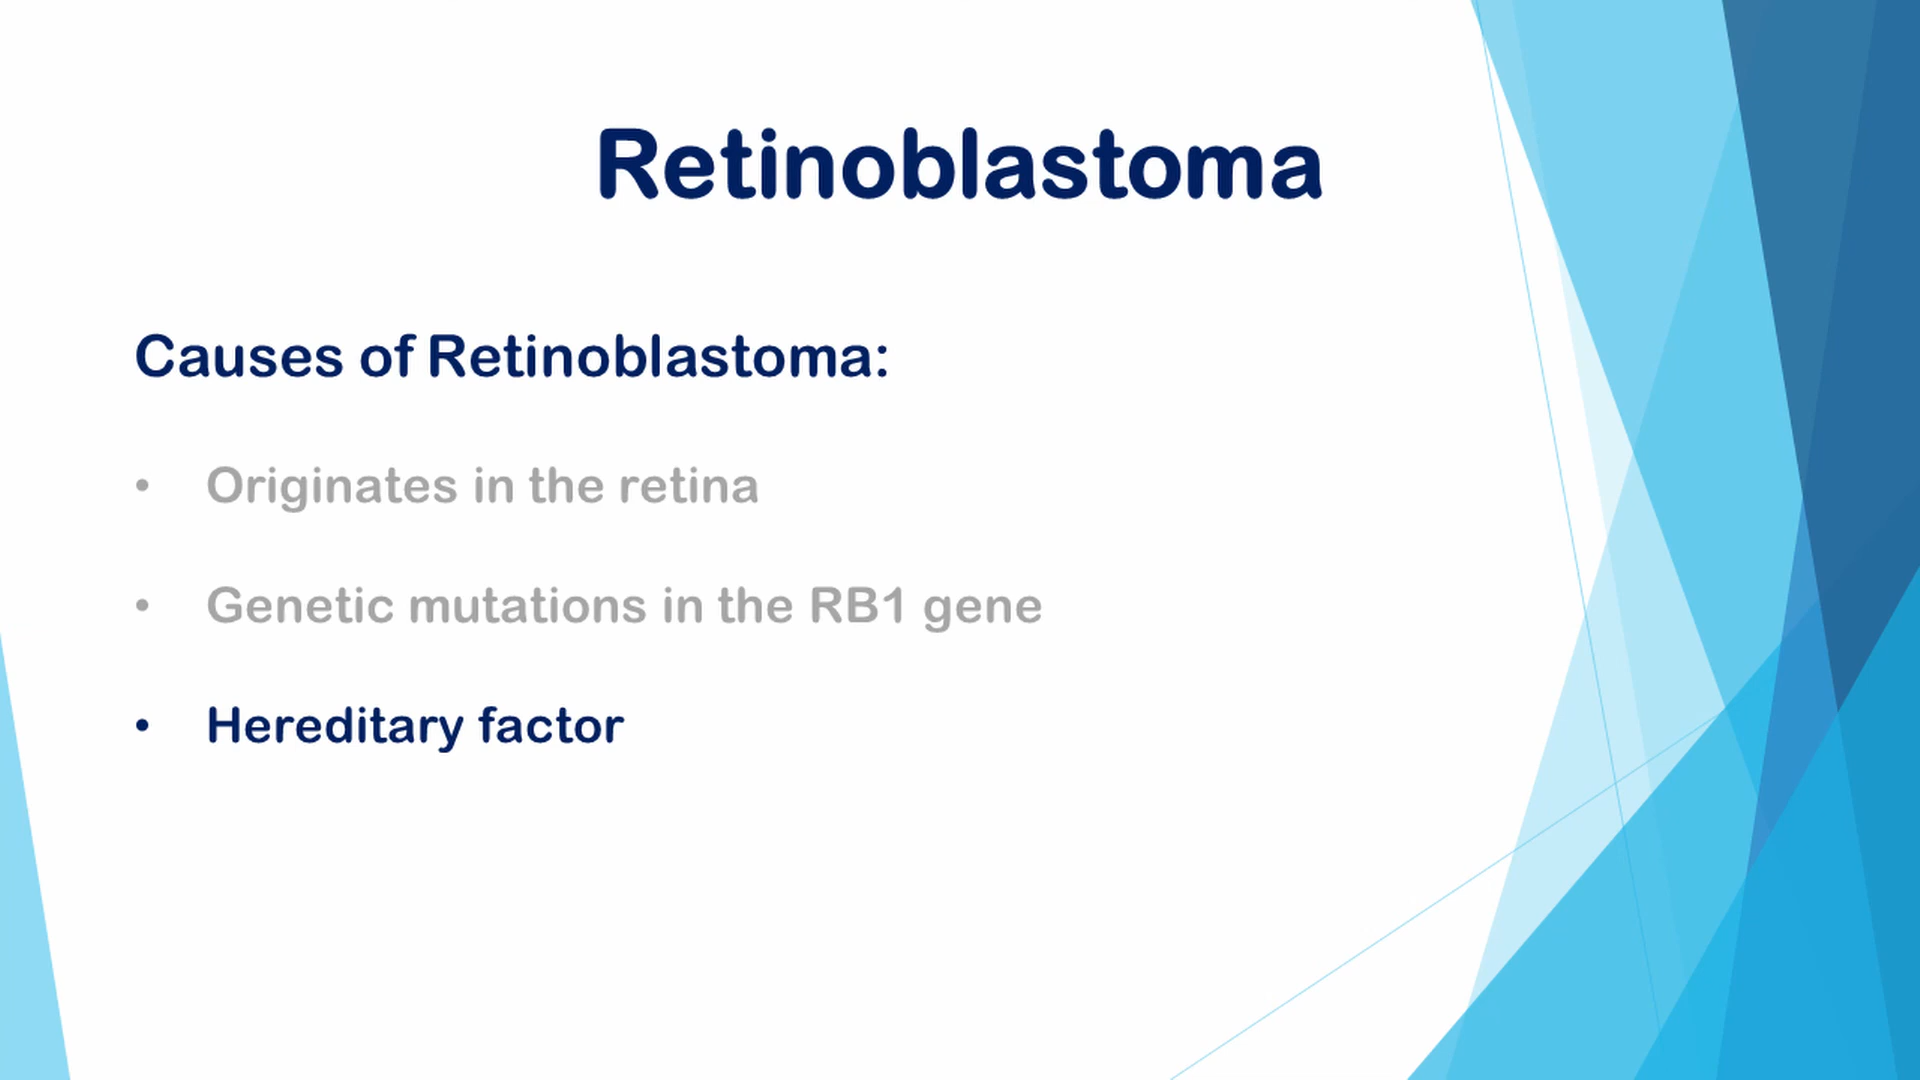 Retinoblastoma
Causes of Retinoblastoma:
• Originates in the retina
• Genetic mutations in the RB1 gene
• Hereditary factor